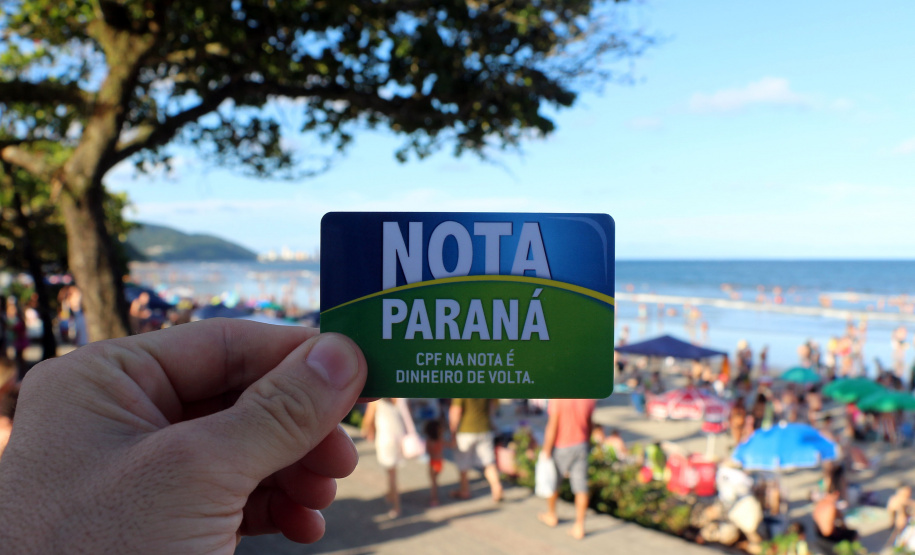 NOTA
PARANÁ
CPF NA NOTA É
DINHEIRO DE VOLTA.